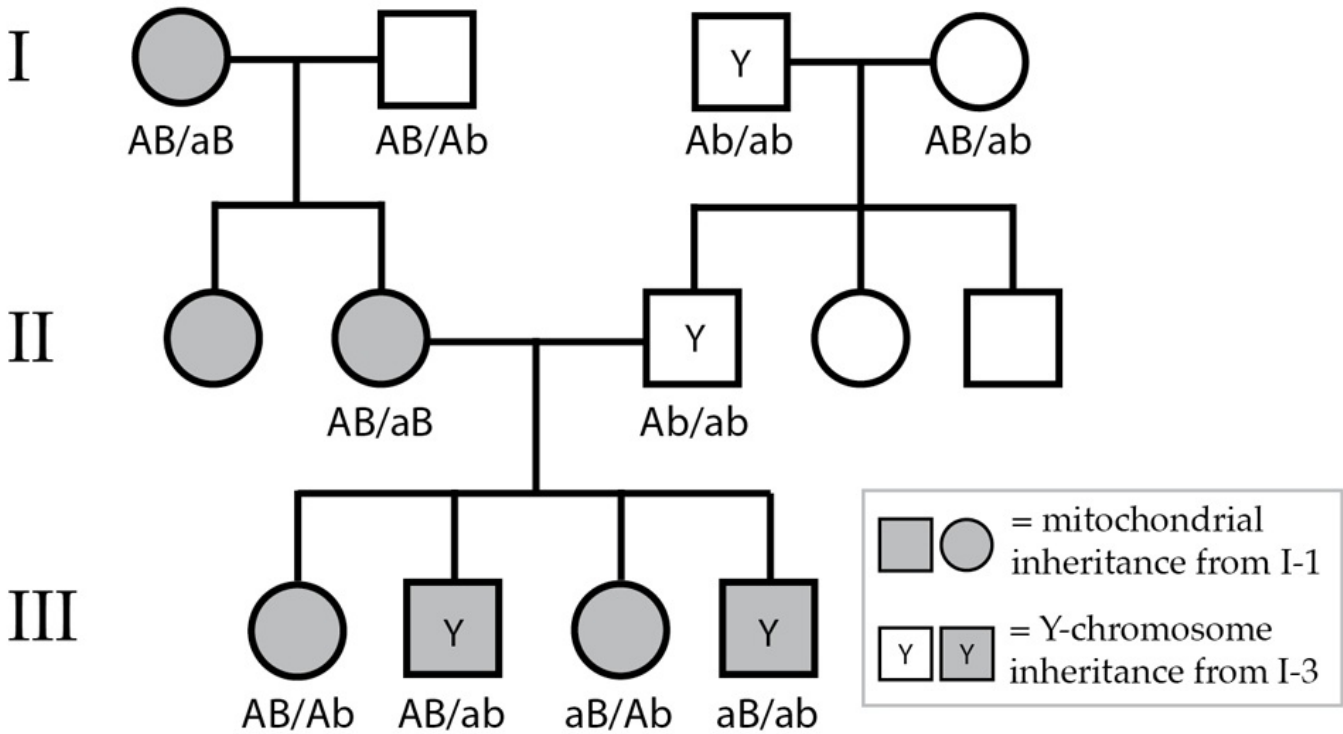 I
Y
AB/aB
AB/Ab
Ab/ab
AB/ab
II
Y
AB/aB
Ab/ab
= mitochondrial
inheritance from I-1
III
Y
Y
Y
Y
= Y-chromosome
inheritance from I-3
AB/Ab
AB/ab
aB/Ab
aB/ab